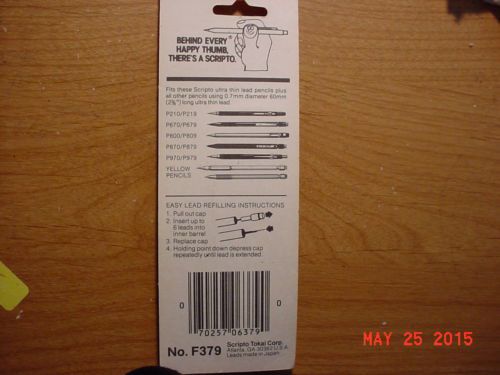 BEHIND EVERY
HAPPY THUMB,
THERE'S A SCRIPTO.®
Fits these Scripto ultra thin lead pencils plus
all other pencils using 0.7mm diameter 60mm
(2⅜") long ultra thin lead
P210/P219
P670/P679
P800/P809
P870/P879
P970/P979
YELLOW
PENCILS
EASY LEAD REFILLING INSTRUCTIONS
1. Pull out cap
2. Insert up to
6 leads into
inner barrel
3. Replace cap
4. Holding point down depress cap
repeatedly until lead is extended.
0 70257 06379 0
No. F379
Scripto Tokai Corp.
Atlanta, GA 30362 U.S.A.
Leads made in Japan
MAY 25 2015